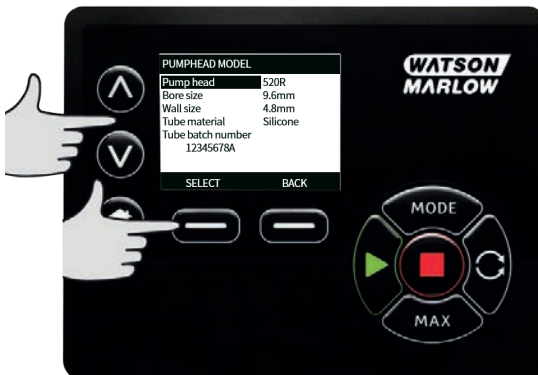 PUMPHEAD MODEL
Pump head 520R
Bore size 9.6mm
Wall size 4.8mm
Tube material Silicone
Tube batch number
12345678A
SELECT BACK
WATSON
MARLOW
MODE
MAX